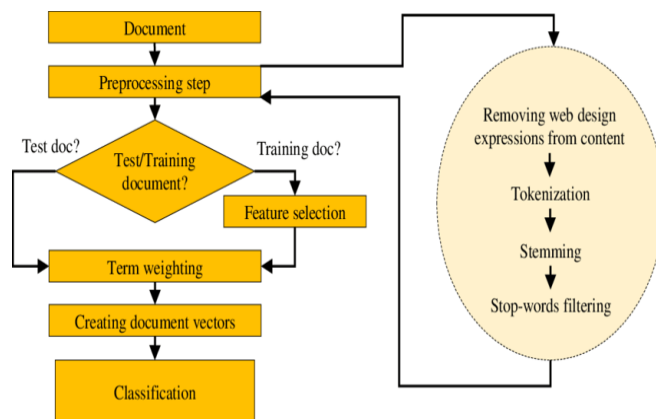 Document
Preprocessing step
Test doc?
Test/Training
document?
Training doc?
Feature selection
Term weighting
Creating document vectors
Classification
Removing web design
expressions from content
Tokenization
Stemming
Stop-words filtering